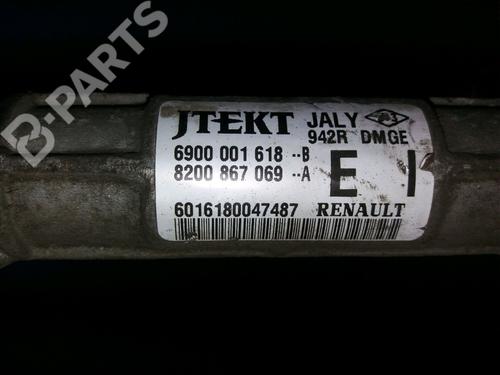 B-PARTS
JTEKT JALY
942R DMGE
6900 001 618 --B
8200 867 069 --A E I
6016180047487 RENAULT